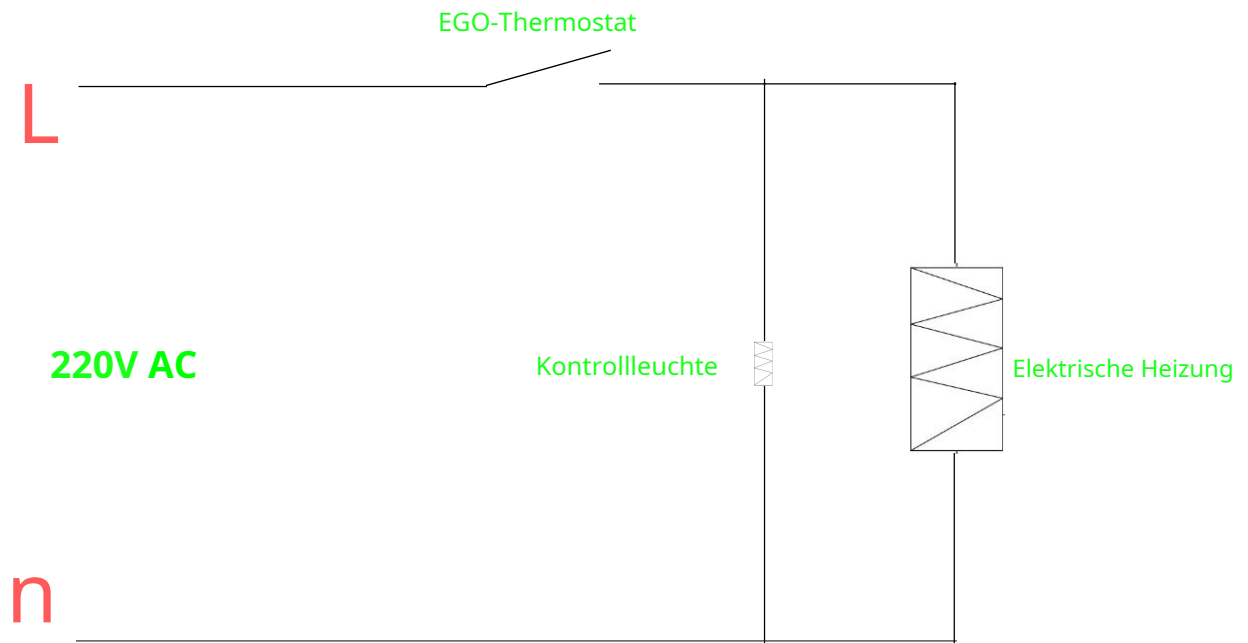 EGO-Thermostat
L
220V AC
Kontrollleuchte
Elektrische Heizung
n